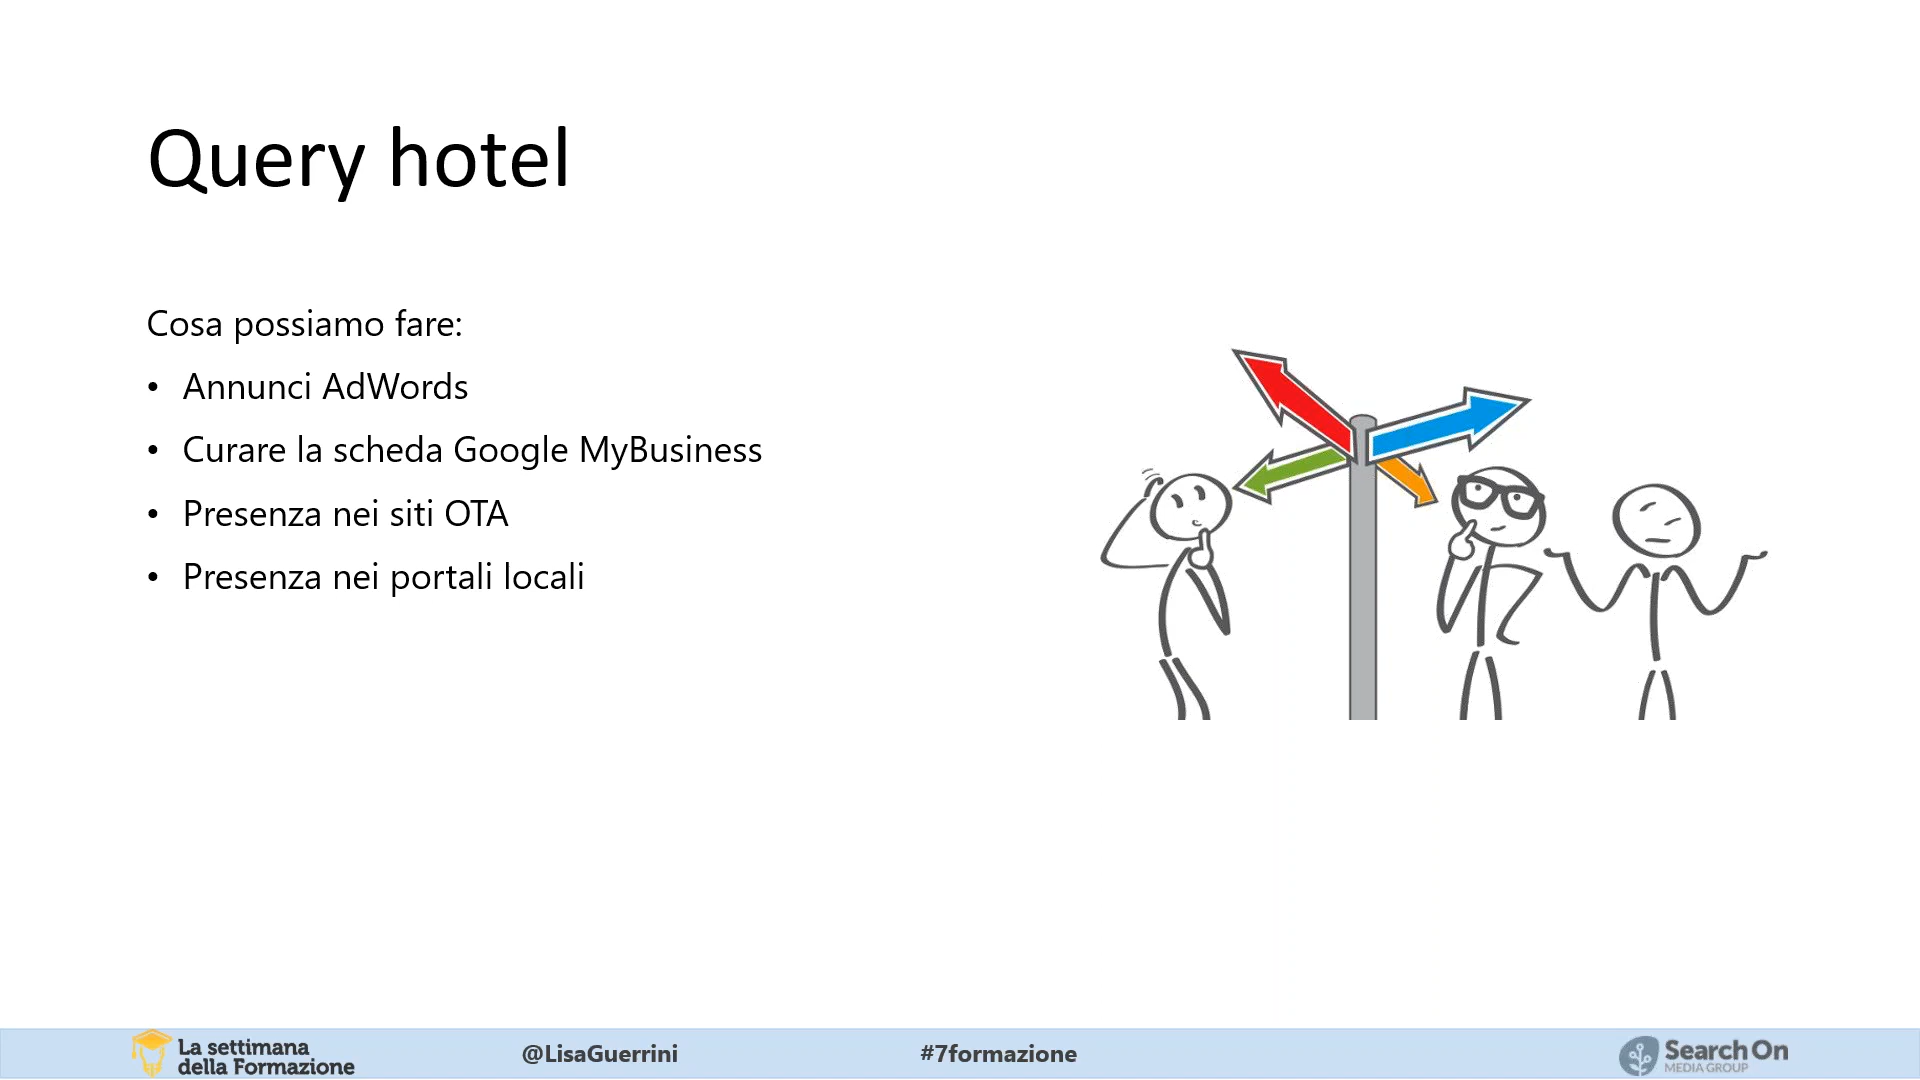 Query hotel
Cosa possiamo fare:
• Annunci AdWords
• Curare la scheda Google MyBusiness
• Presenza nei siti OTA
• Presenza nei portali locali
La settimana
della Formazione
@LisaGuerrini
#7formazione
Search On
MEDIA GROUP